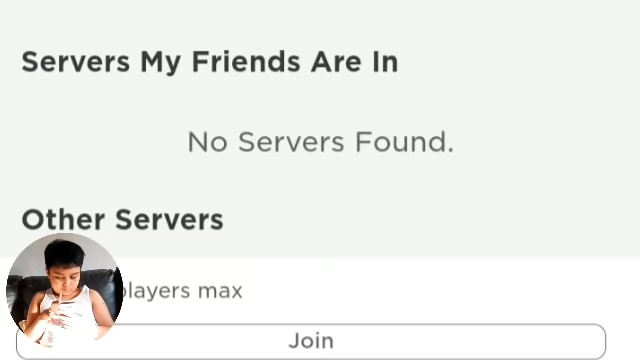 Servers My Friends Are In
No Servers Found.
Other Servers
players max
Join